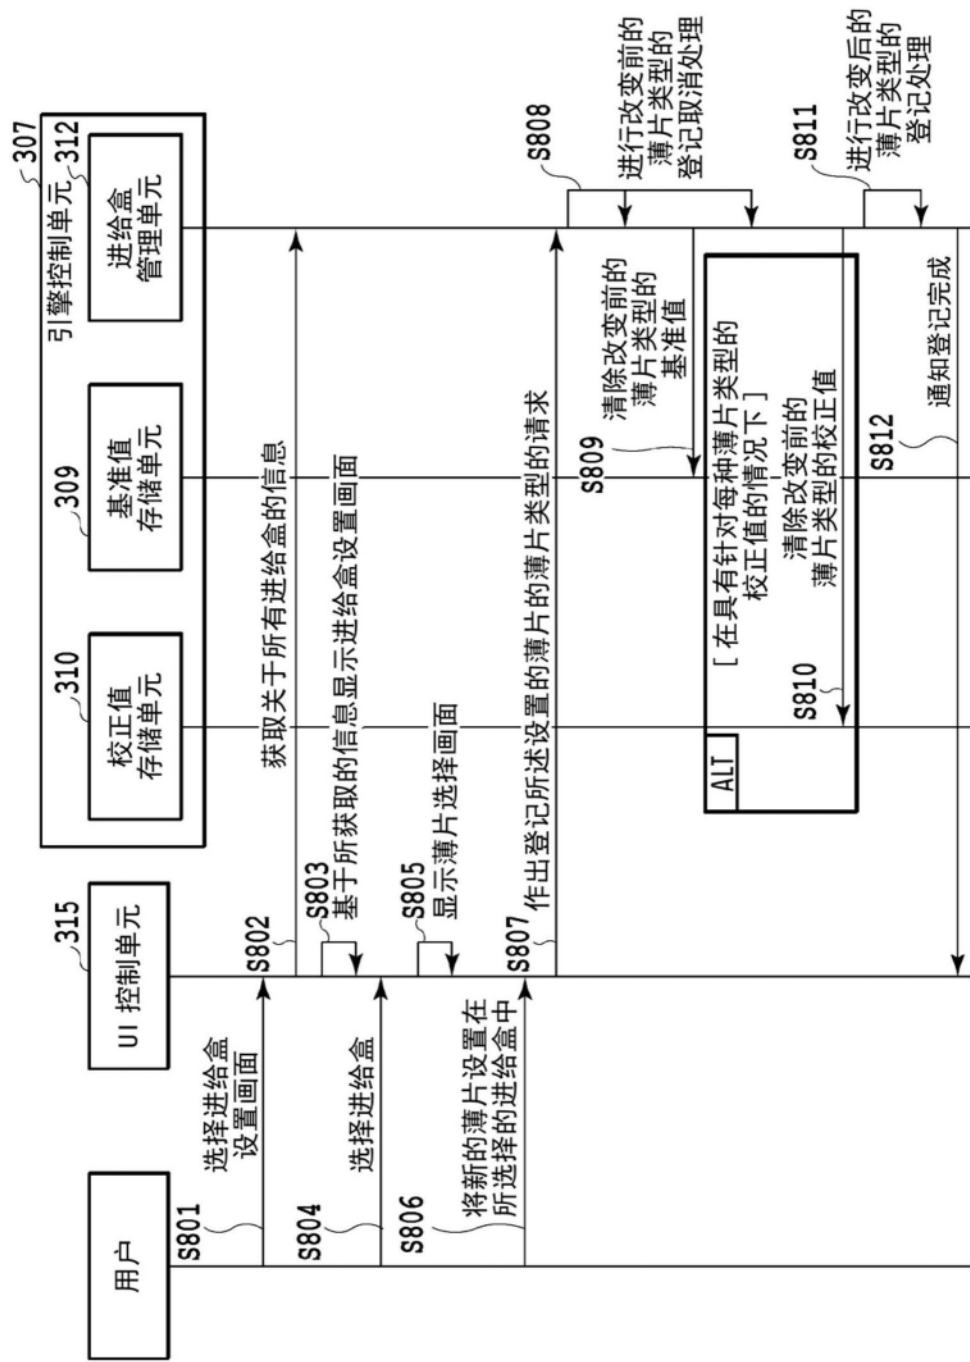 用户
UI 控制单元
315
引擎控制单元
307
校正值
存储单元
310
基准值
存储单元
309
进给盒
管理单元
312
S801
选择进给盒
设置画面
S802
获取关于所有进给盒的信息
S803
基于所获取的信息显示进给盒设置画面
S804
选择进给盒
S805
显示薄片选择画面
S806
将新的薄片设置在
所选择的进给盒中
S807
作出登记所述设置的薄片的薄片类型的请求
S808
进行改变前的
薄片类型的
登记取消处理
S809
清除改变前的
薄片类型的
基准值
ALT
[ 在具有针对每种薄片类型的
校正值的情况下 ]
S810
清除改变前的
薄片类型的校正值
S811
进行改变后的
薄片类型的
登记处理
S812
通知登记完成